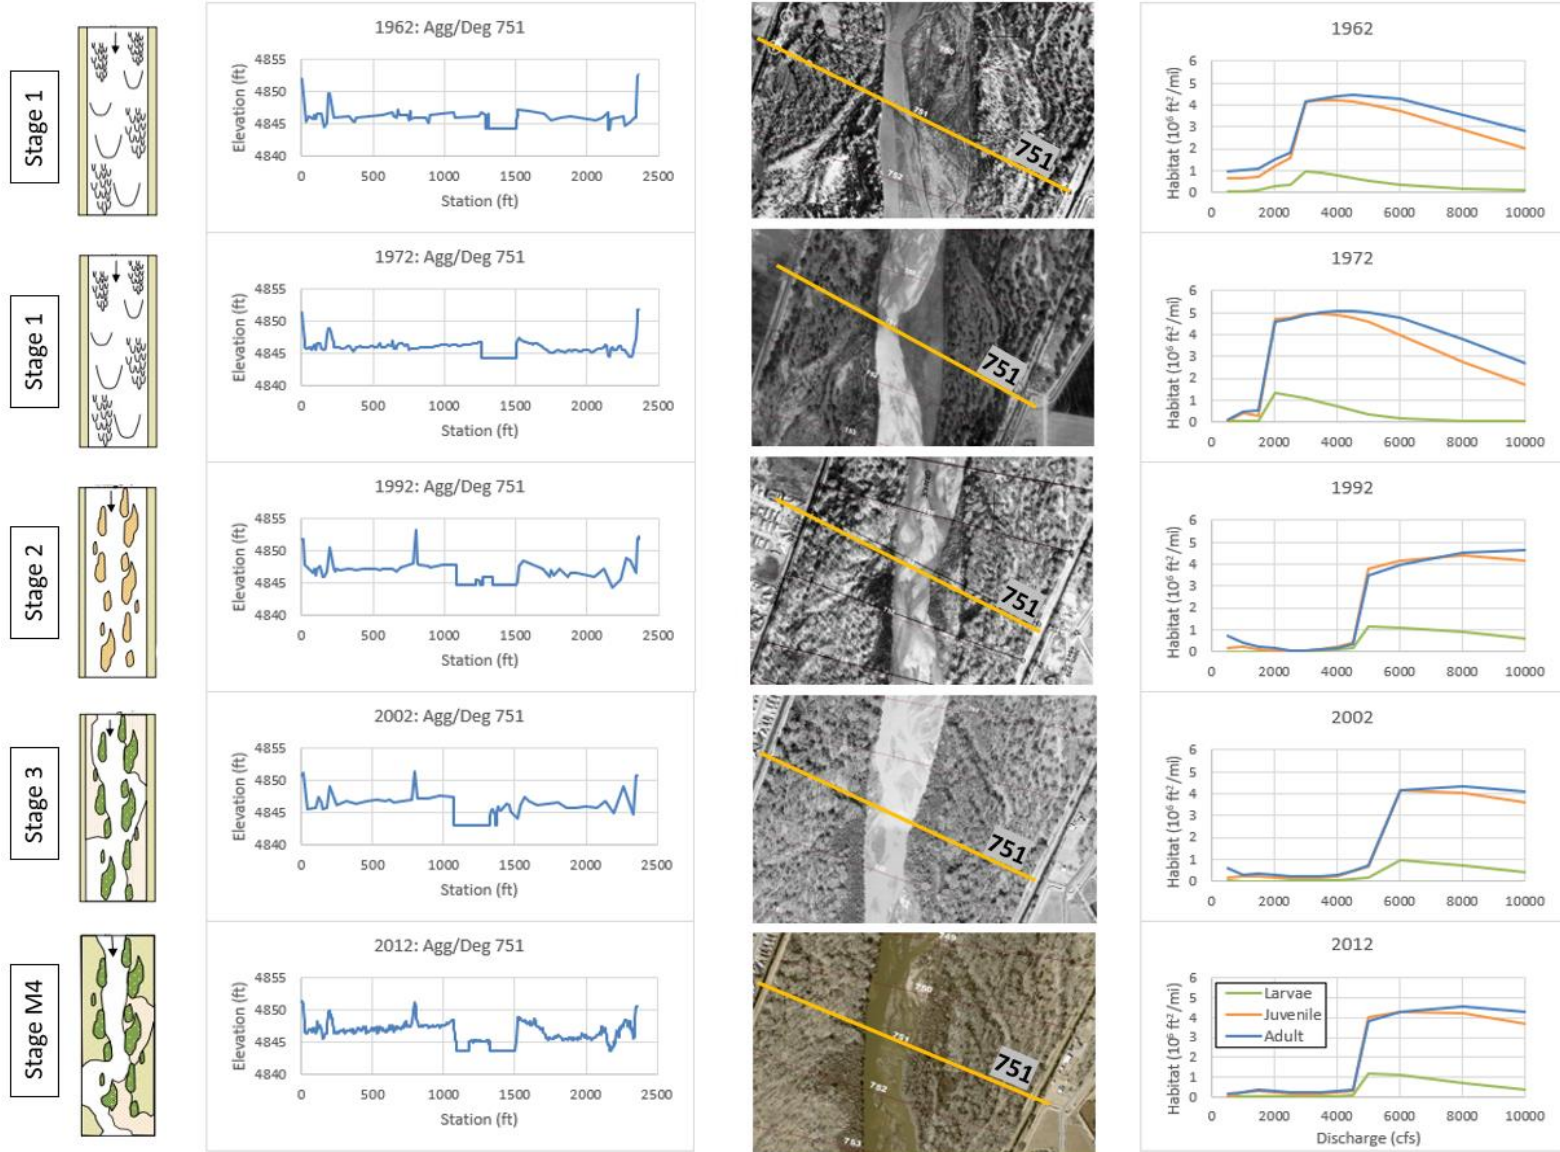 Stage 1
1962: Agg/Deg 751
Elevation (ft)
4855
4850
4845
4840
0 500 1000 1500 2000 2500
Station (ft)
751
752
751
1962
Habitat (10⁶ ft²/mi)
6
5
4
3
2
1
0
0 2000 4000 6000 8000 10000
Stage 1
1972: Agg/Deg 751
Elevation (ft)
4855
4850
4845
4840
0 500 1000 1500 2000 2500
Station (ft)
751
1972
Habitat (10⁶ ft²/mi)
6
5
4
3
2
1
0
0 2000 4000 6000 8000 10000
Stage 2
1992: Agg/Deg 751
Elevation (ft)
4855
4850
4845
4840
0 500 1000 1500 2000 2500
Station (ft)
751
1992
Habitat (10⁶ ft²/mi)
6
5
4
3
2
1
0
0 2000 4000 6000 8000 10000
Stage 3
2002: Agg/Deg 751
Elevation (ft)
4855
4850
4845
4840
0 500 1000 1500 2000 2500
Station (ft)
751
2002
Habitat (10⁶ ft²/mi)
6
5
4
3
2
1
0
0 2000 4000 6000 8000 10000
Stage M4
2012: Agg/Deg 751
Elevation (ft)
4855
4850
4845
4840
0 500 1000 1500 2000 2500
Station (ft)
750
751
752
753
751
2012
Habitat (10⁶ ft²/mi)
6
5
4
3
2
1
0
Larvae
Juvenile
Adult
0 2000 4000 6000 8000 10000
Discharge (cfs)